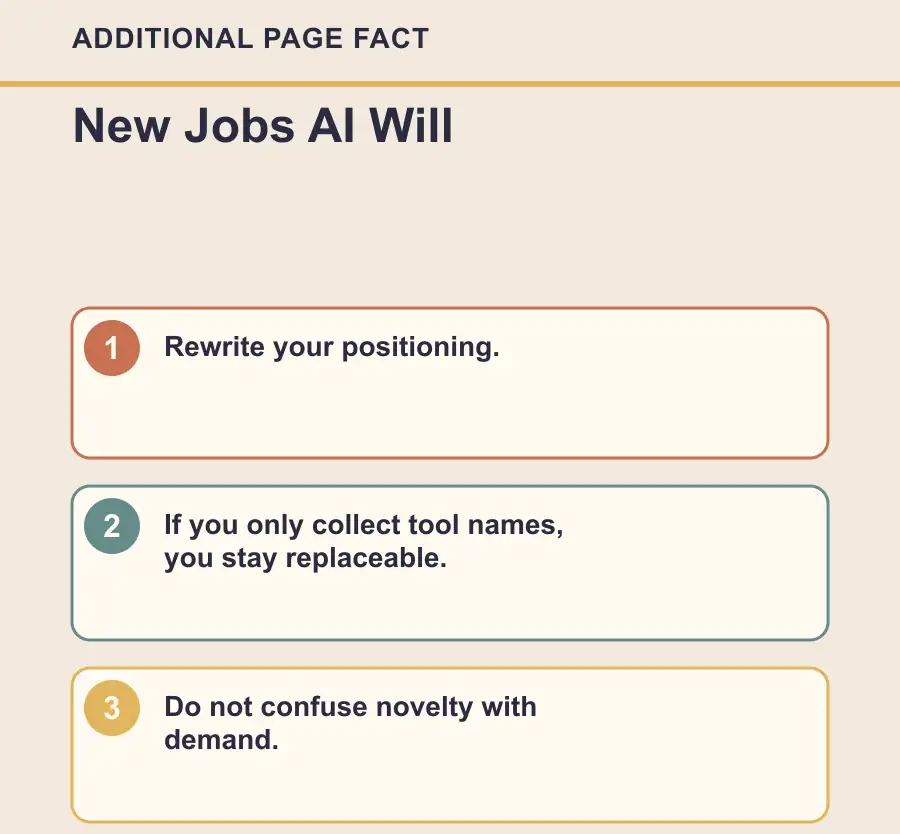 ADDITIONAL PAGE FACT
New Jobs AI Will
1
Rewrite your positioning.
2
If you only collect tool names,
you stay replaceable.
3
Do not confuse novelty with
demand.